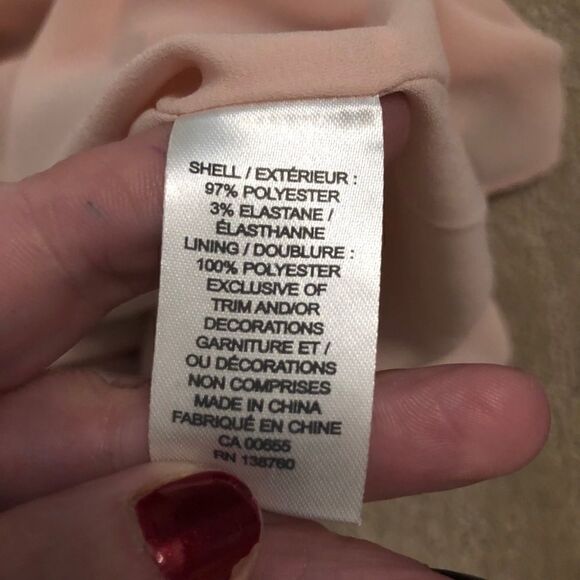 SHELL / EXTÉRIEUR :
97% POLYESTER
3% ELASTANE /
ÉLASTHANNE
LINING / DOUBLURE :
100% POLYESTER
EXCLUSIVE OF
TRIM AND/OR
DECORATIONS
GARNITURE ET /
OU DÉCORATIONS
NON COMPRISES
MADE IN CHINA
FABRIQUÉ EN CHINE
CA 00655
RN 138760